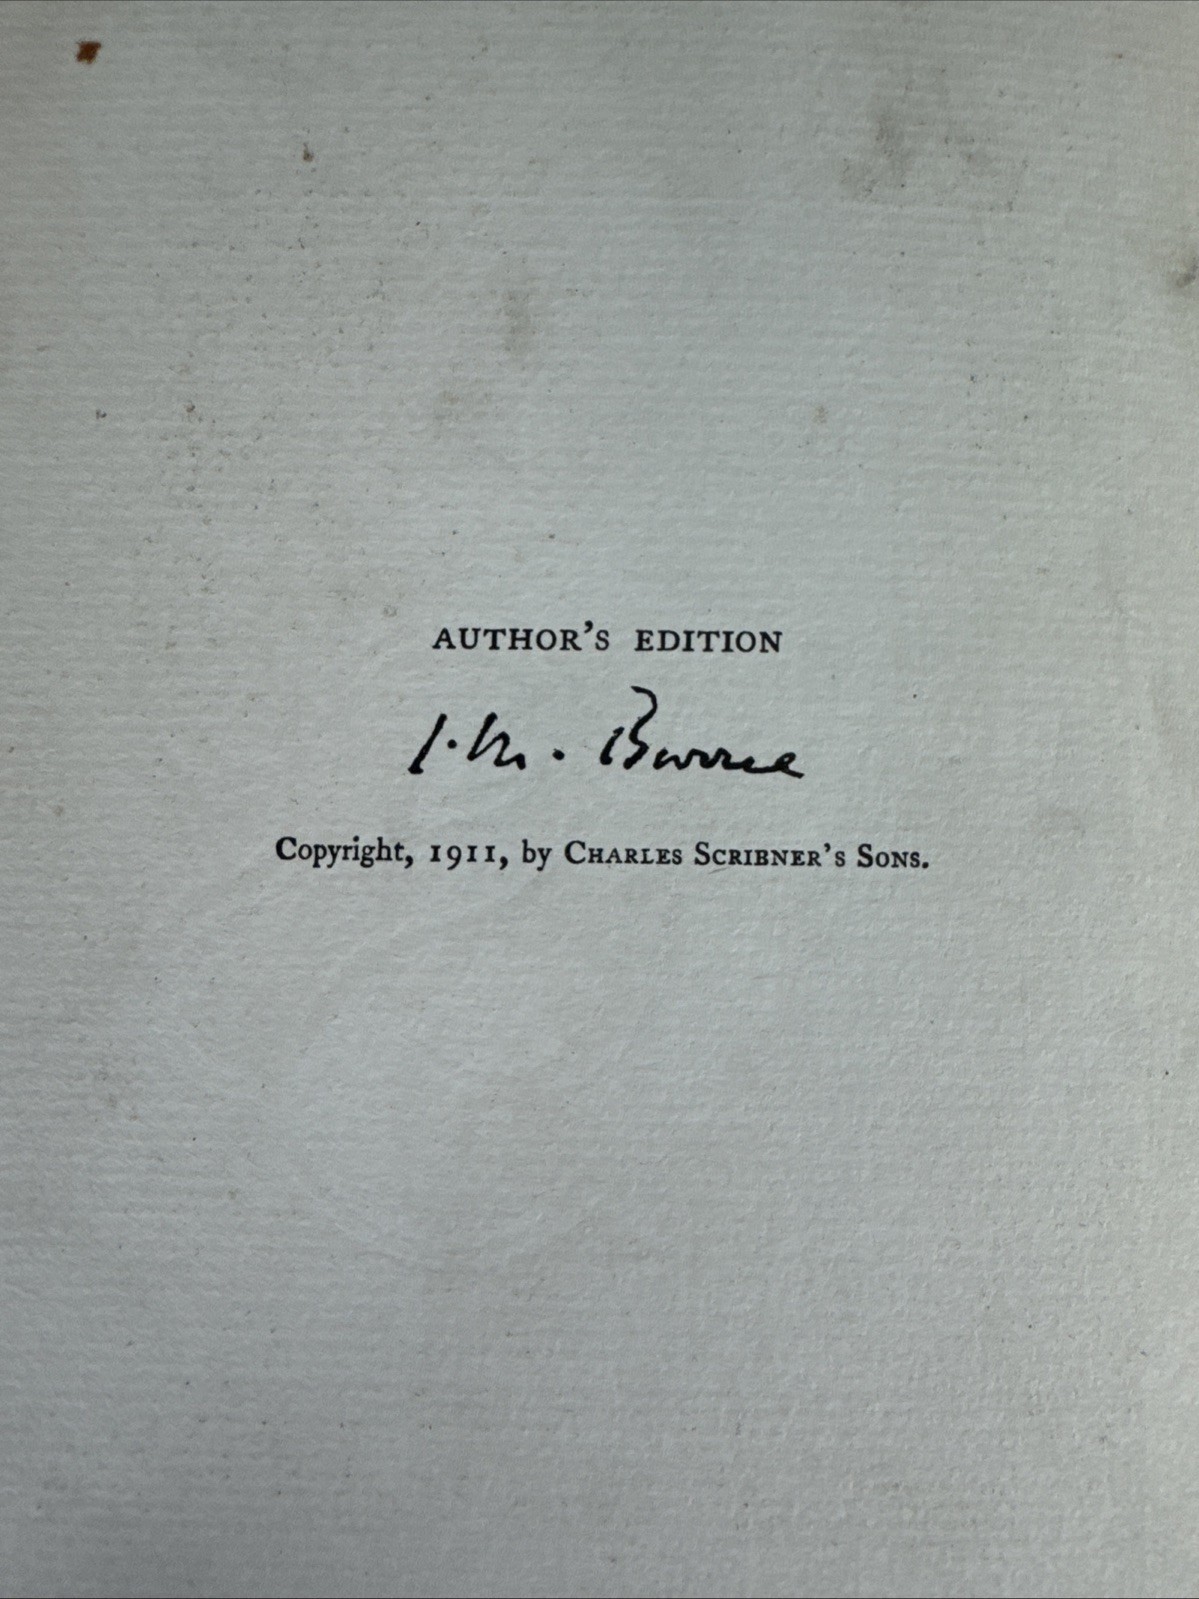 AUTHOR'S EDITION
J. M. Barrie
Copyright, 1911, by CHARLES SCRIBNER'S SONS.